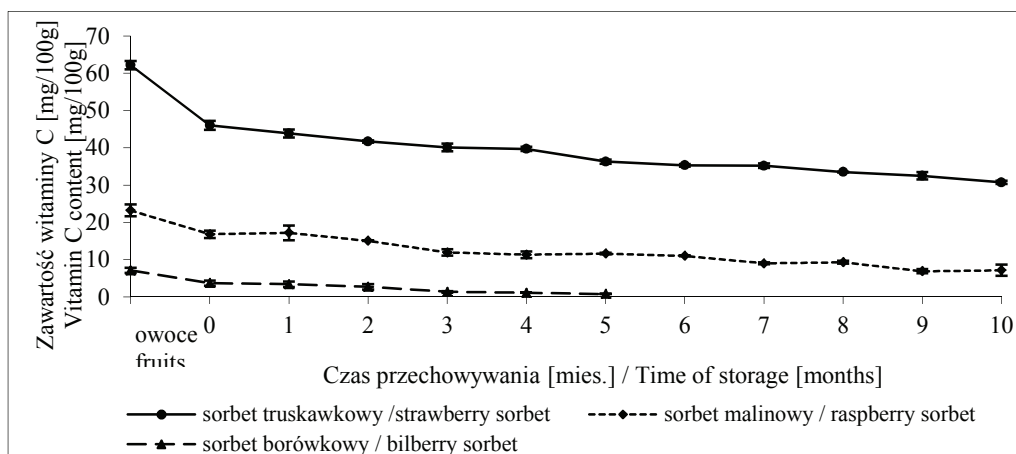 Zawartość witaminy C [mg/100g]
Vitamin C content [mg/100g]
70
60
50
40
30
20
10
0
owoce
fruits
0 1 2 3 4 5 6 7 8 9 10
Czas przechowywania [mies.] / Time of storage [months]
sorbet truskawkowy /strawberry sorbet
sorbet malinowy / raspberry sorbet
sorbet borówkowy / bilberry sorbet